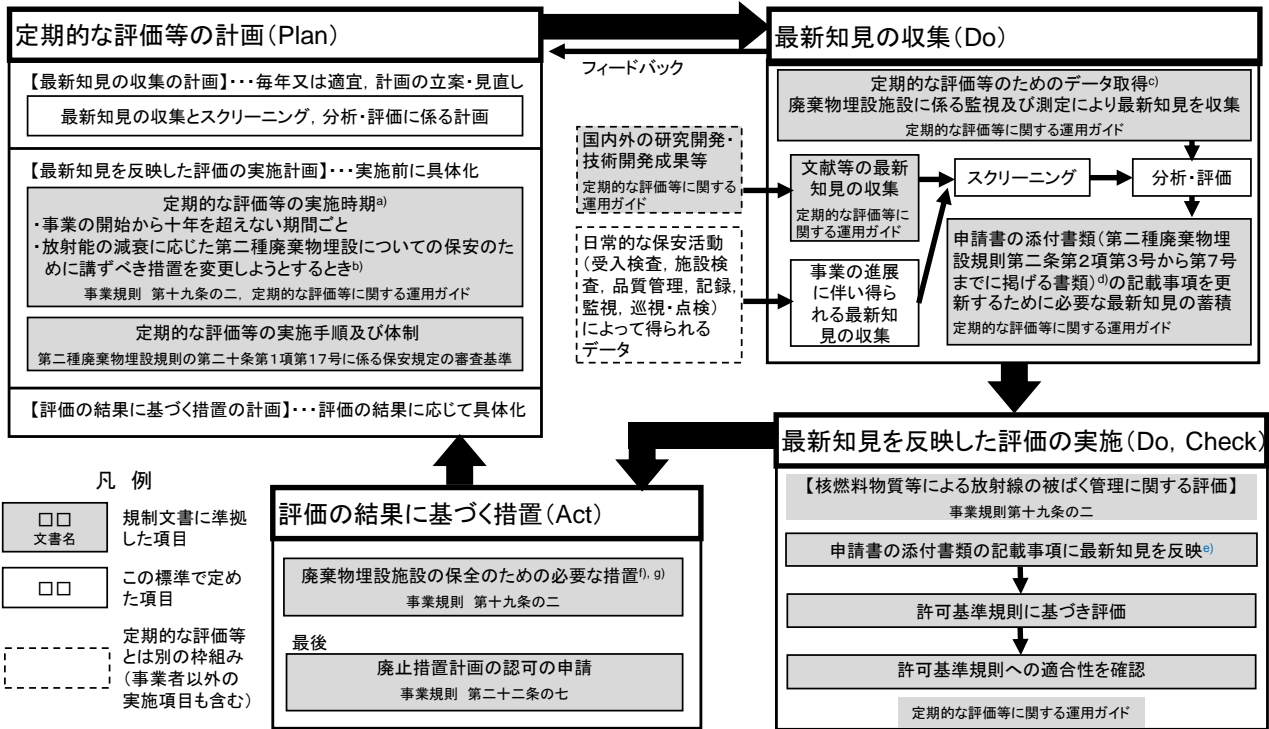 定期的な評価等の計画(Plan)
【最新知見の収集の計画】･･･毎年又は適宜，計画の立案・見直し
最新知見の収集とスクリーニング，分析・評価に係る計画
【最新知見を反映した評価の実施計画】･･･実施前に具体化
定期的な評価等の実施時期a)
・事業の開始から十年を超えない期間ごと
・放射能の減衰に応じた第二種廃棄物埋設についての保安のた
めに講ずべき措置を変更しようとするときb)
事業規則 第十九条の二，定期的な評価等に関する運用ガイド
定期的な評価等の実施手順及び体制
第二種廃棄物埋設規則の第二十条第1項第17号に係る保安規定の審査基準
【評価の結果に基づく措置の計画】･･･評価の結果に応じて具体化
フィードバック
最新知見の収集(Do)
定期的な評価等のためのデータ取得c)
廃棄物埋設施設に係る監視及び測定により最新知見を収集
定期的な評価等に関する運用ガイド
国内外の研究開発・
技術開発成果等
定期的な評価等に関する
運用ガイド
文献等の最新
知見の収集
定期的な評価等に
関する運用ガイド
スクリーニング
分析・評価
日常的な保安活動
（受入検査，施設検
査，品質管理，記録，
監視，巡視・点検）
によって得られる
データ
事業の進展
に伴い得ら
れる最新知
見の収集
申請書の添付書類（第二種廃棄物埋
設規則第二条第2項第3号から第7号
までに掲げる書類）d)の記載事項を更
新するために必要な最新知見の蓄積
定期的な評価等に関する運用ガイド
最新知見を反映した評価の実施(Do, Check)
【核燃料物質等による放射線の被ばく管理に関する評価】
事業規則第十九条の二
申請書の添付書類の記載事項に最新知見を反映e)
許可基準規則に基づき評価
許可基準規則への適合性を確認
定期的な評価等に関する運用ガイド
評価の結果に基づく措置(Act)
廃棄物埋設施設の保全のための必要な措置f), g)
事業規則 第十九条の二
最後
廃止措置計画の認可の申請
事業規則 第二十二条の七
凡 例
□□
文書名
規制文書に準拠
した項目
□□
この標準で定め
た項目
定期的な評価等
とは別の枠組み
（事業者以外の
実施項目も含む）